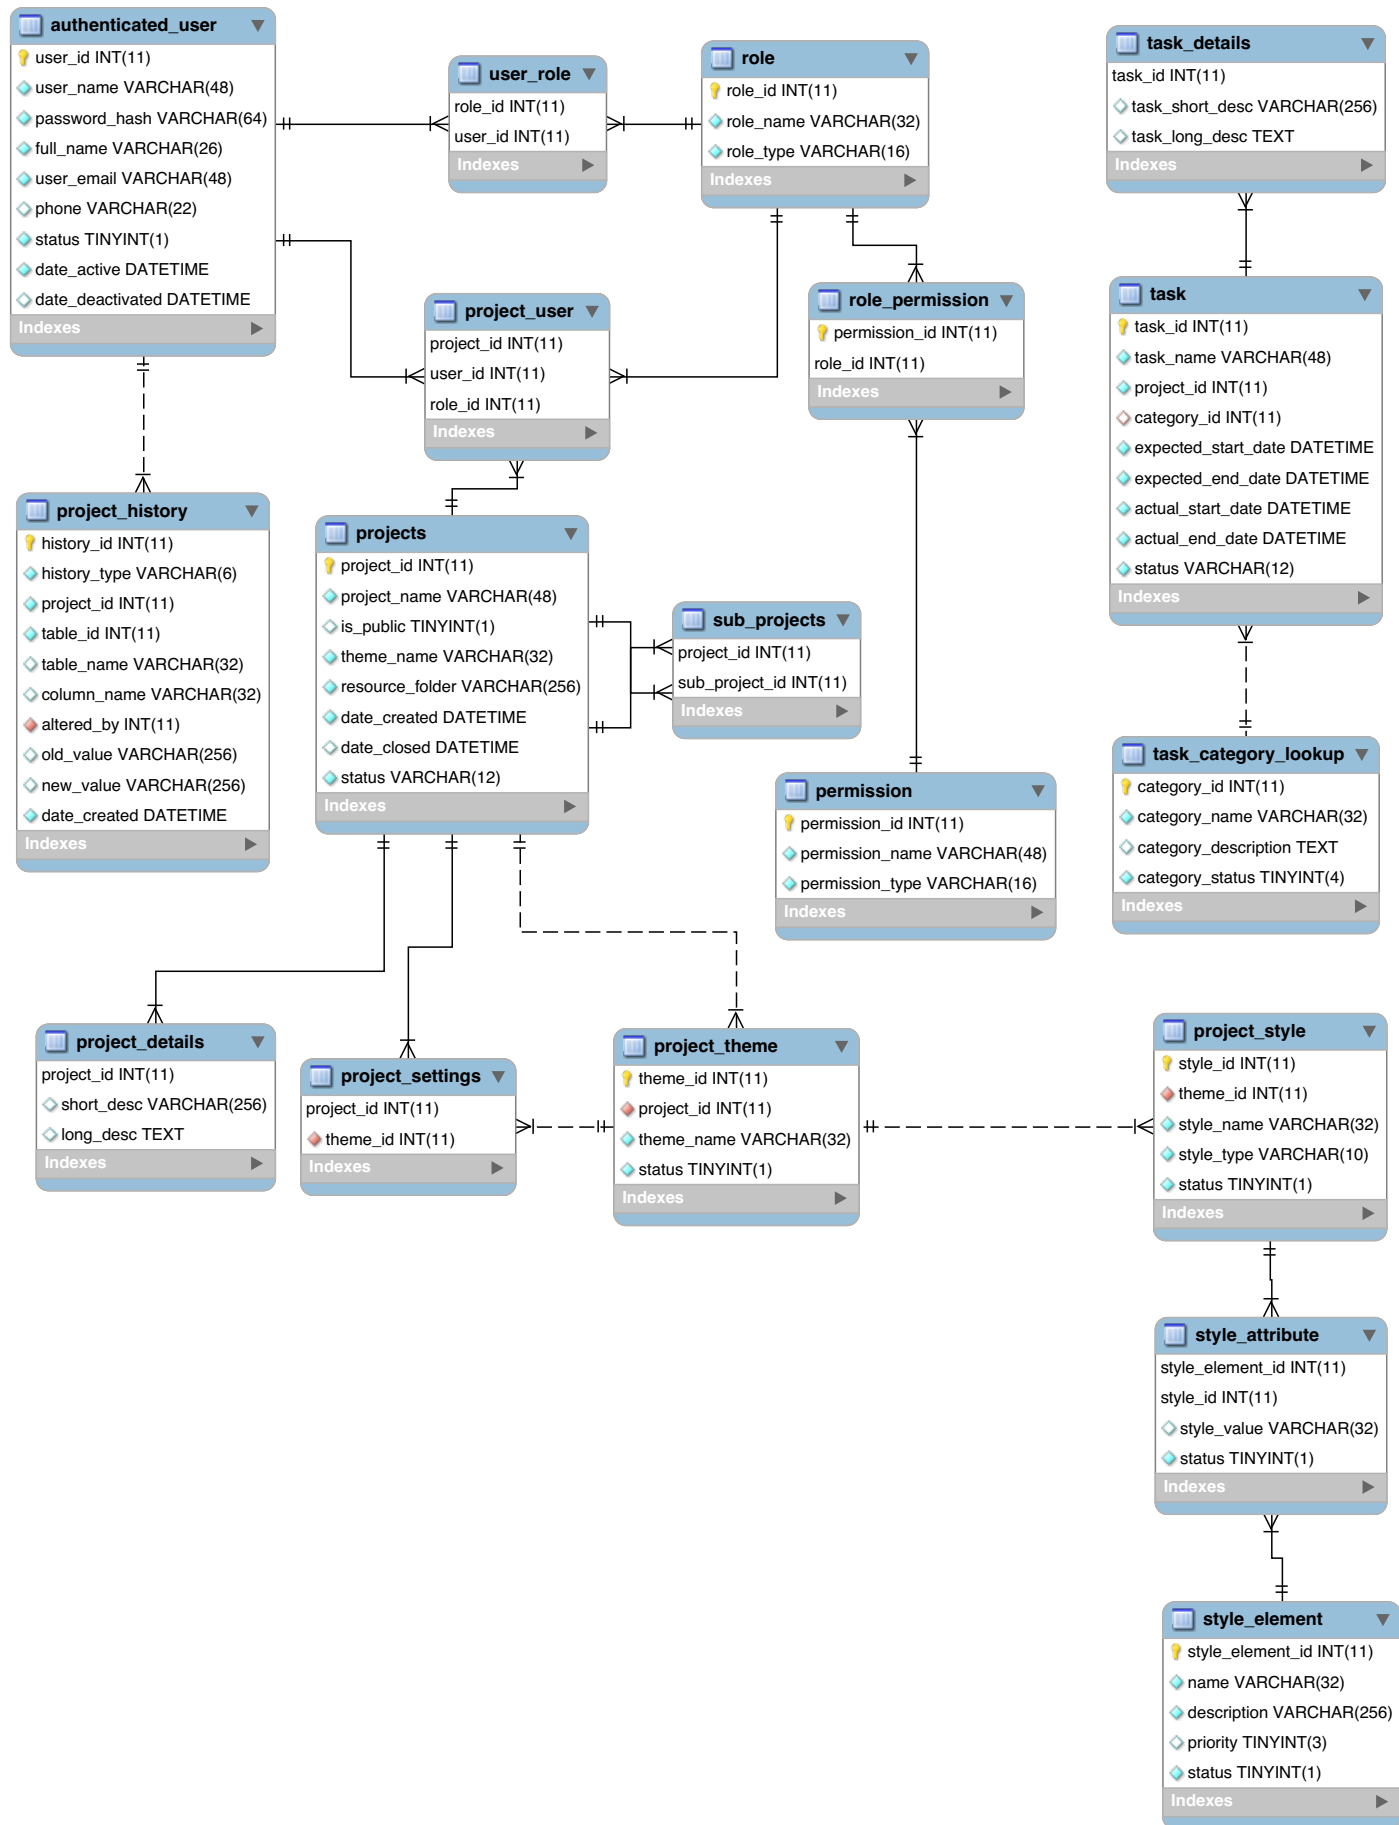 authenticated_user
user_id INT(11)
user_name VARCHAR(48)
password_hash VARCHAR(64)
full_name VARCHAR(26)
user_email VARCHAR(48)
phone VARCHAR(22)
status TINYINT(1)
date_active DATETIME
date_deactivated DATETIME
Indexes
user_role
role_id INT(11)
user_id INT(11)
Indexes
role
role_id INT(11)
role_name VARCHAR(32)
role_type VARCHAR(16)
Indexes
task_details
task_id INT(11)
task_short_desc VARCHAR(256)
task_long_desc TEXT
Indexes
project_user
project_id INT(11)
user_id INT(11)
role_id INT(11)
Indexes
role_permission
permission_id INT(11)
role_id INT(11)
Indexes
task
task_id INT(11)
task_name VARCHAR(48)
project_id INT(11)
category_id INT(11)
expected_start_date DATETIME
expected_end_date DATETIME
actual_start_date DATETIME
actual_end_date DATETIME
status VARCHAR(12)
Indexes
project_history
history_id INT(11)
history_type VARCHAR(6)
project_id INT(11)
table_id INT(11)
table_name VARCHAR(32)
column_name VARCHAR(32)
altered_by INT(11)
old_value VARCHAR(256)
new_value VARCHAR(256)
date_created DATETIME
Indexes
projects
project_id INT(11)
project_name VARCHAR(48)
is_public TINYINT(1)
theme_name VARCHAR(32)
resource_folder VARCHAR(256)
date_created DATETIME
date_closed DATETIME
status VARCHAR(12)
Indexes
sub_projects
project_id INT(11)
sub_project_id INT(11)
Indexes
permission
permission_id INT(11)
permission_name VARCHAR(48)
permission_type VARCHAR(16)
Indexes
task_category_lookup
category_id INT(11)
category_name VARCHAR(32)
category_description TEXT
category_status TINYINT(4)
Indexes
project_details
project_id INT(11)
short_desc VARCHAR(256)
long_desc TEXT
Indexes
project_settings
project_id INT(11)
theme_id INT(11)
Indexes
project_theme
theme_id INT(11)
project_id INT(11)
theme_name VARCHAR(32)
status TINYINT(1)
Indexes
project_style
style_id INT(11)
theme_id INT(11)
style_name VARCHAR(32)
style_type VARCHAR(10)
status TINYINT(1)
Indexes
style_attribute
style_element_id INT(11)
style_id INT(11)
style_value VARCHAR(32)
status TINYINT(1)
Indexes
style_element
style_element_id INT(11)
name VARCHAR(32)
description VARCHAR(256)
priority TINYINT(3)
status TINYINT(1)
Indexes